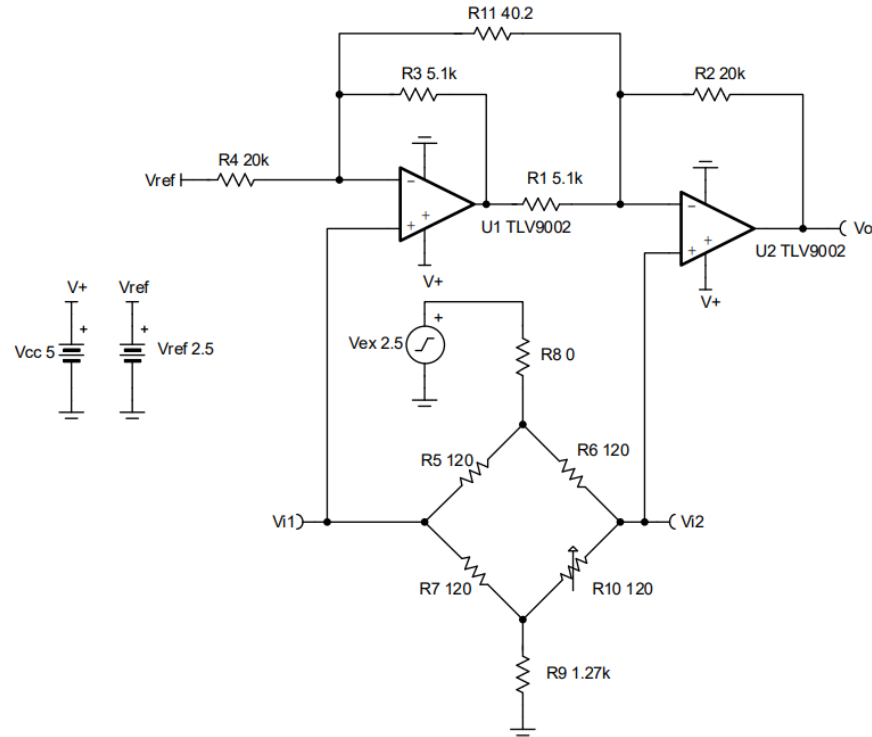 R11 40.2
R3 5.1k
R2 20k
R4 20k
Vref
R1 5.1k
U1 TLV9002
Vo
U2 TLV9002
V+
V+
V+
Vref
+
+
Vcc 5
Vref 2.5
+
Vex 2.5
R8 0
R5 120
R6 120
Vi1
Vi2
R7 120
R10 120
R9 1.27k